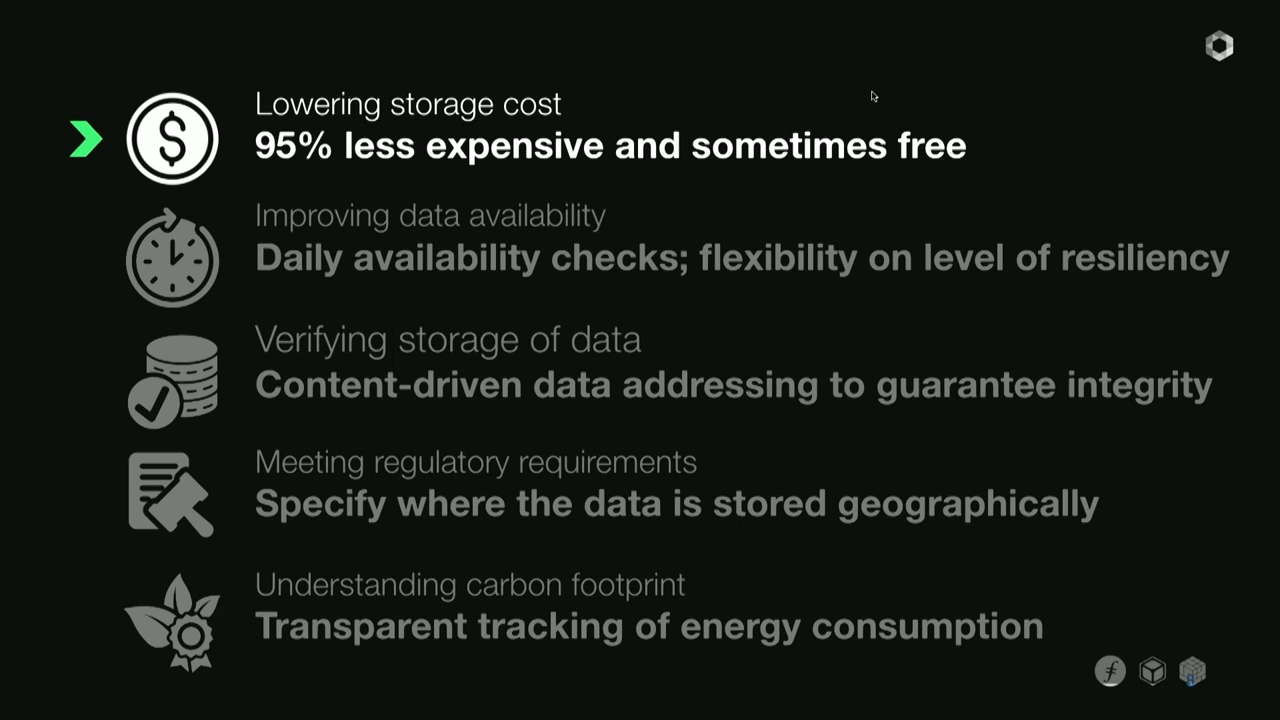 Lowering storage cost
95% less expensive and sometimes free
Improving data availability
Daily availability checks; flexibility on level of resiliency
Verifying storage of data
Content-driven data addressing to guarantee integrity
Meeting regulatory requirements
Specify where the data is stored geographically
Understanding carbon footprint
Transparent tracking of energy consumption